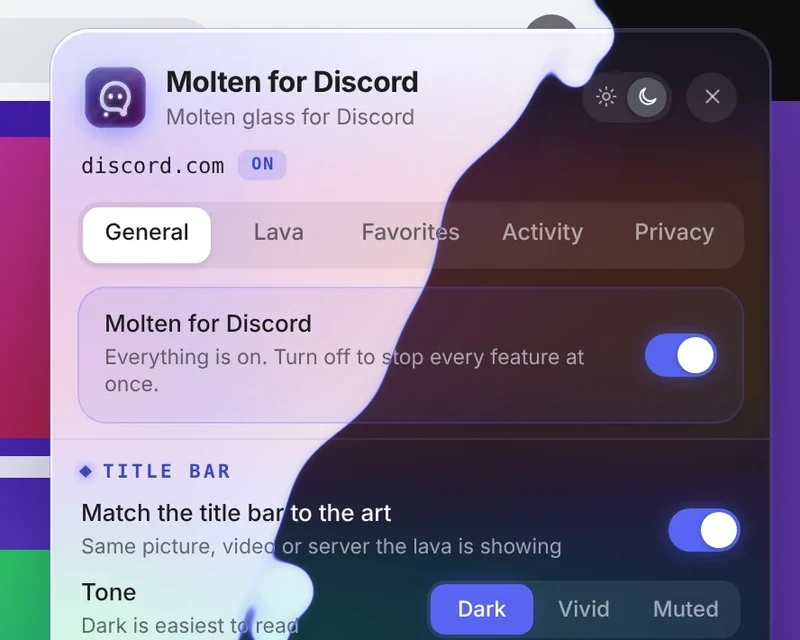 Molten for Discord
Molten glass for Discord
discord.com ON
General Lava Favorites Activity Privacy
Molten for Discord
Everything is on. Turn off to stop every feature at
once.
TITLE BAR
Match the title bar to the art
Same picture, video or server the lava is showing
Tone
Dark is easiest to read
Dark Vivid Muted